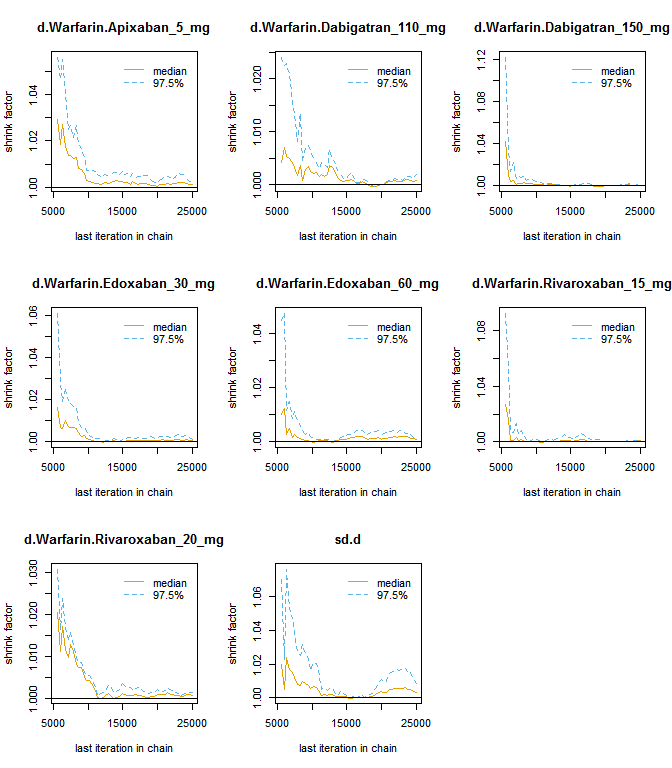 d.Warfarin.Apixaban_5_mg
shrink factor
1.00 1.02 1.04
median
97.5%
5000 15000 25000
last iteration in chain
d.Warfarin.Dabigatran_110_mg
shrink factor
1.000 1.010 1.020
median
97.5%
5000 15000 25000
last iteration in chain
d.Warfarin.Dabigatran_150_mg
shrink factor
1.00 1.04 1.08 1.12
median
97.5%
5000 15000 25000
last iteration in chain
d.Warfarin.Edoxaban_30_mg
shrink factor
1.00 1.02 1.04 1.06
median
97.5%
5000 15000 25000
last iteration in chain
d.Warfarin.Edoxaban_60_mg
shrink factor
1.00 1.02 1.04
median
97.5%
5000 15000 25000
last iteration in chain
d.Warfarin.Rivaroxaban_15_mg
shrink factor
1.00 1.04 1.08
median
97.5%
5000 15000 25000
last iteration in chain
d.Warfarin.Rivaroxaban_20_mg
shrink factor
1.000 1.010 1.020 1.030
median
97.5%
5000 15000 25000
last iteration in chain
sd.d
shrink factor
1.00 1.02 1.04 1.06
median
97.5%
5000 15000 25000
last iteration in chain